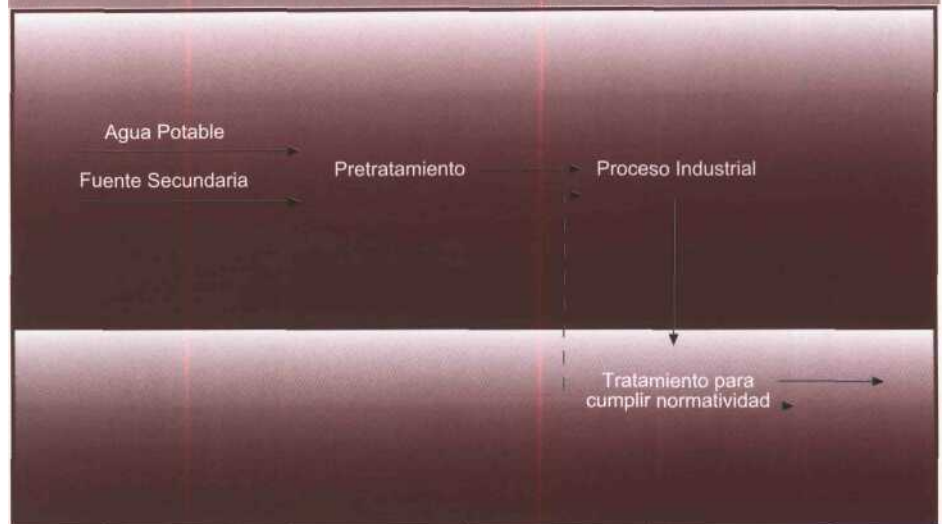 Agua Potable
Fuente Secundaria
Pretratamiento
Proceso Industrial
Tratamiento para
cumplir normatividad